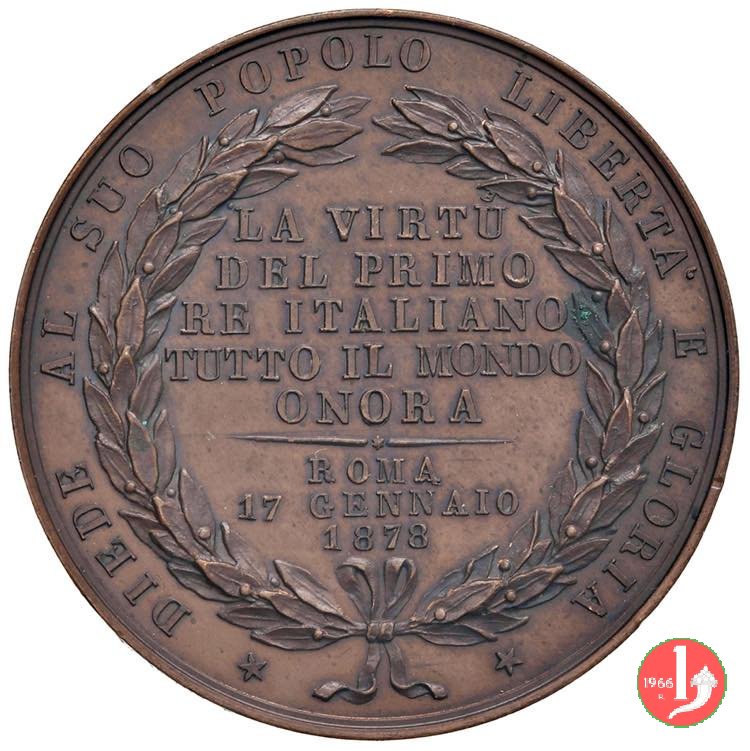 DIEDE AL SUO POPOLO LIBERTA' E GLORIA
LA VIRTÙ
DEL PRIMO
RE ITALIANO
TUTTO IL MONDO
ONORA
ROMA
17 GENNAIO
1878
1966
R.